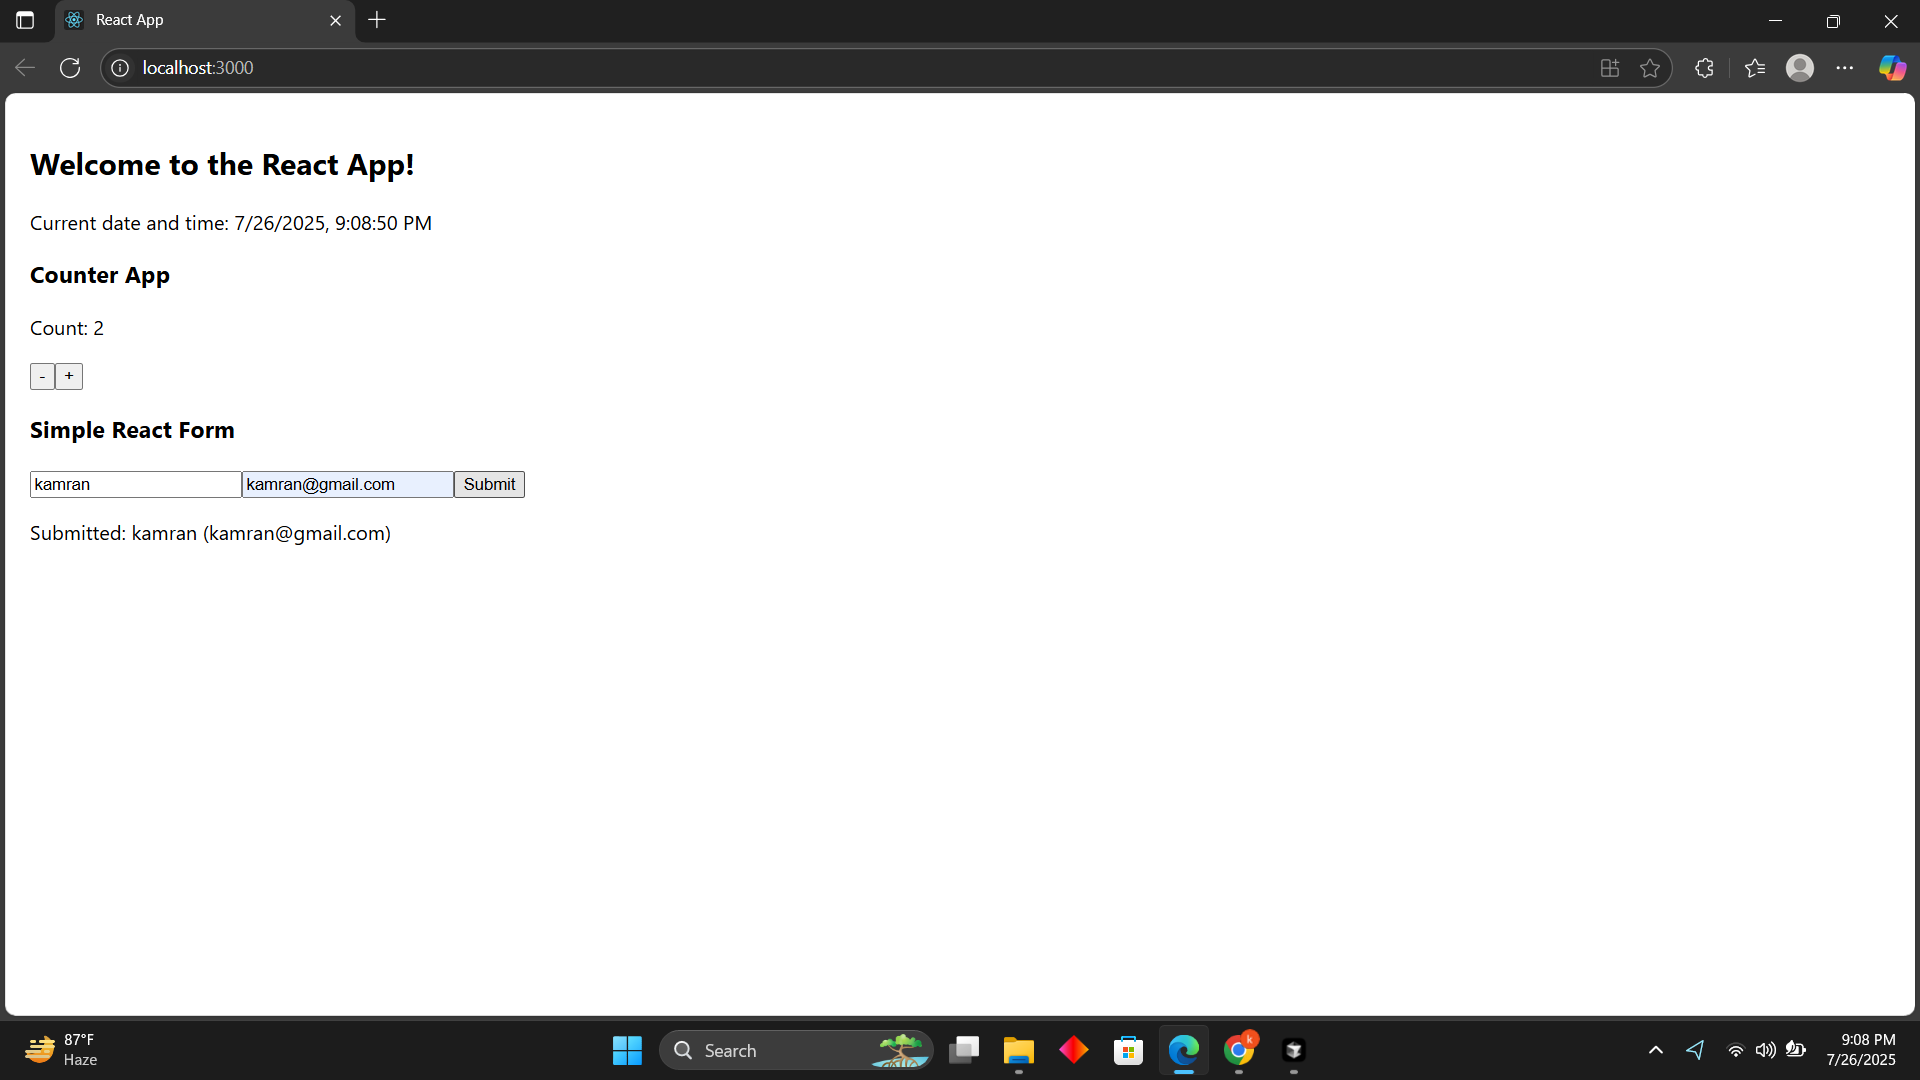 React App
localhost:3000
Welcome to the React App!
Current date and time: 7/26/2025, 9:08:50 PM
Counter App
Count: 2
- +
Simple React Form
kamran kamran@gmail.com Submit
Submitted: kamran (kamran@gmail.com)
87°F
Haze
Search
k
9:08 PM
7/26/2025